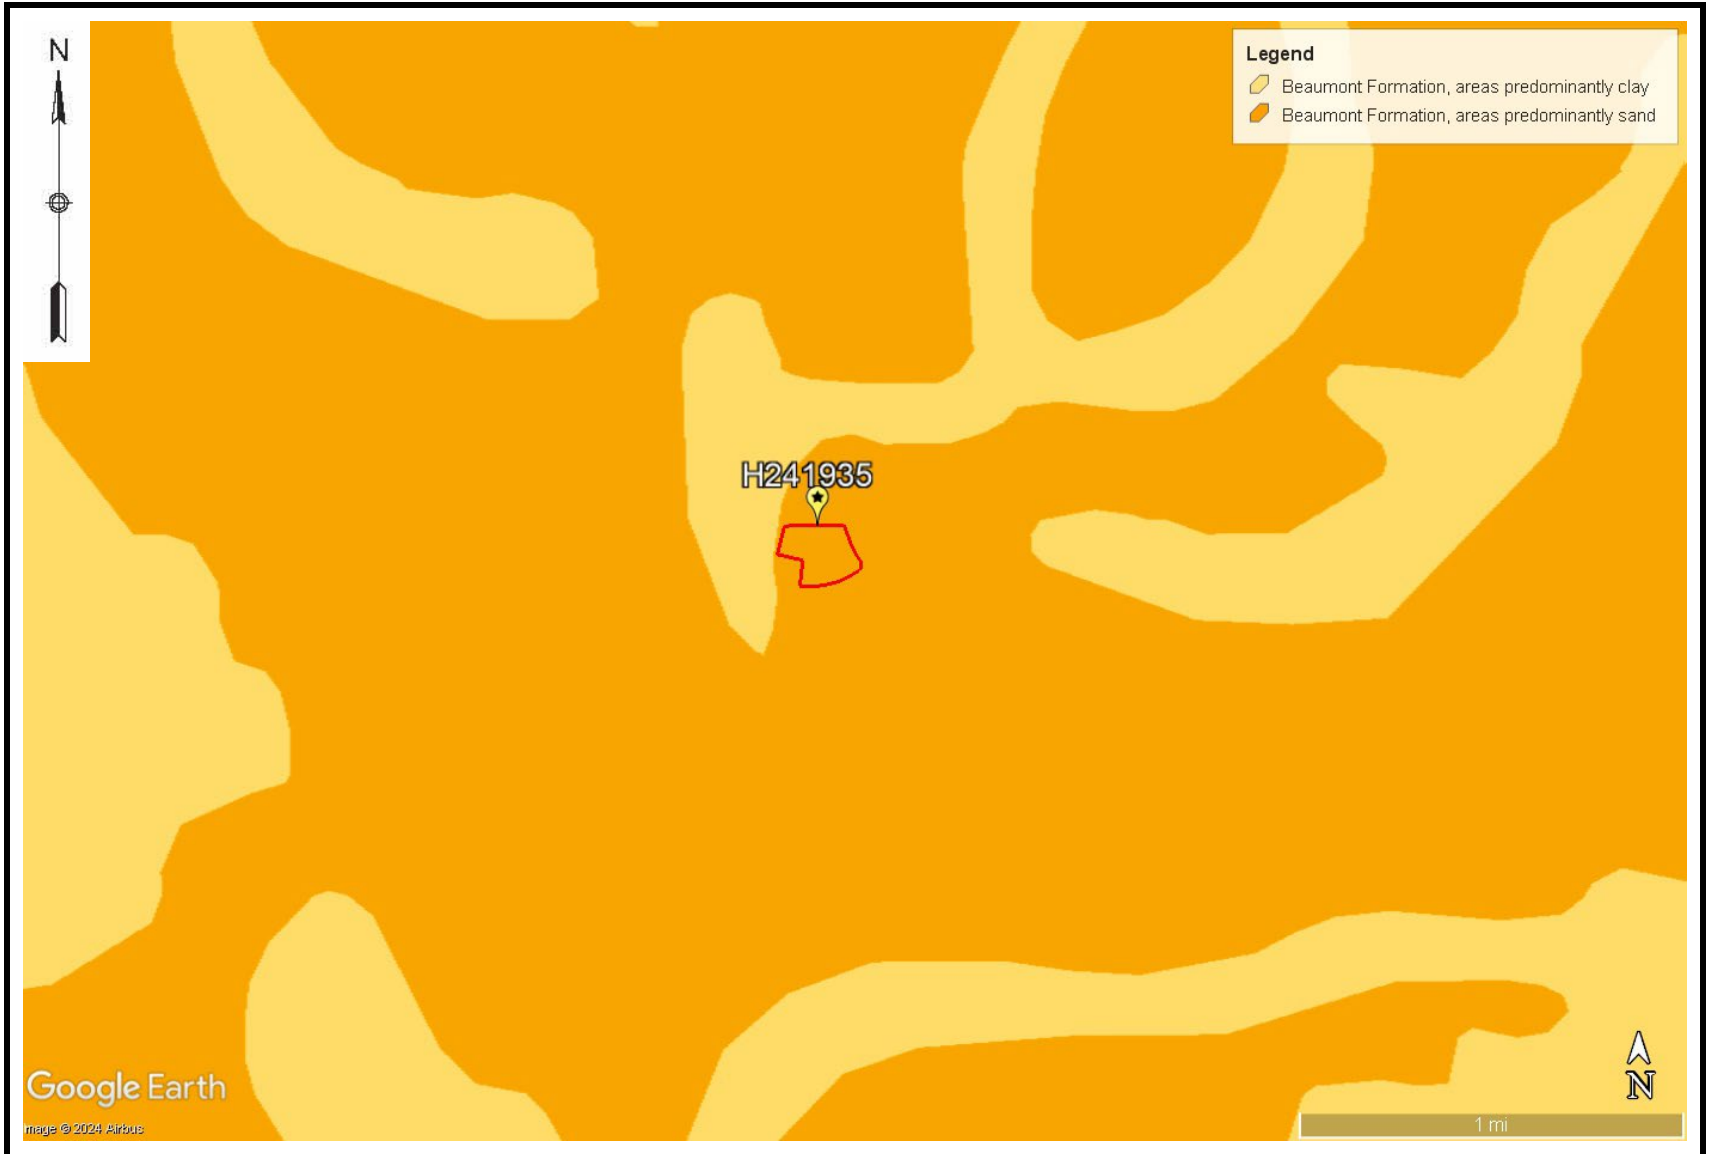 N
Legend
Beaumont Formation, areas predominantly clay
Beaumont Formation, areas predominantly sand
H241935
Google Earth
mage © 2024 Airbus
N
1 mi